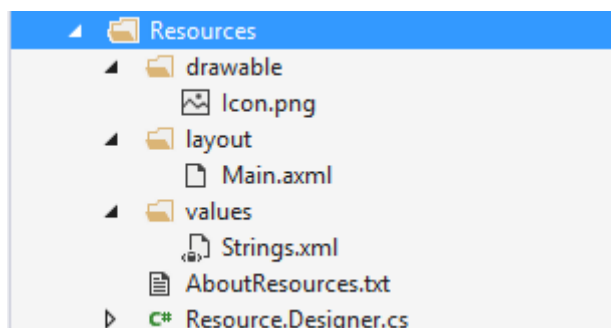 Resources
drawable
Icon.png
layout
Main.axml
values
Strings.xml
AboutResources.txt
C# Resource.Designer.cs